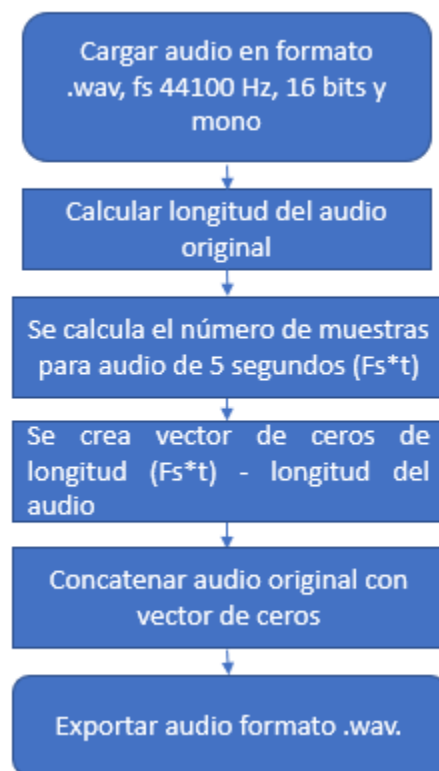 Cargar audio en formato
.wav, fs 44100 Hz, 16 bits y
mono
Calcular longitud del audio
original
Se calcula el número de muestras
para audio de 5 segundos (Fs*t)
Se crea vector de ceros de
longitud (Fs*t) - longitud del
audio
Concatenar audio original con
vector de ceros
Exportar audio formato .wav.